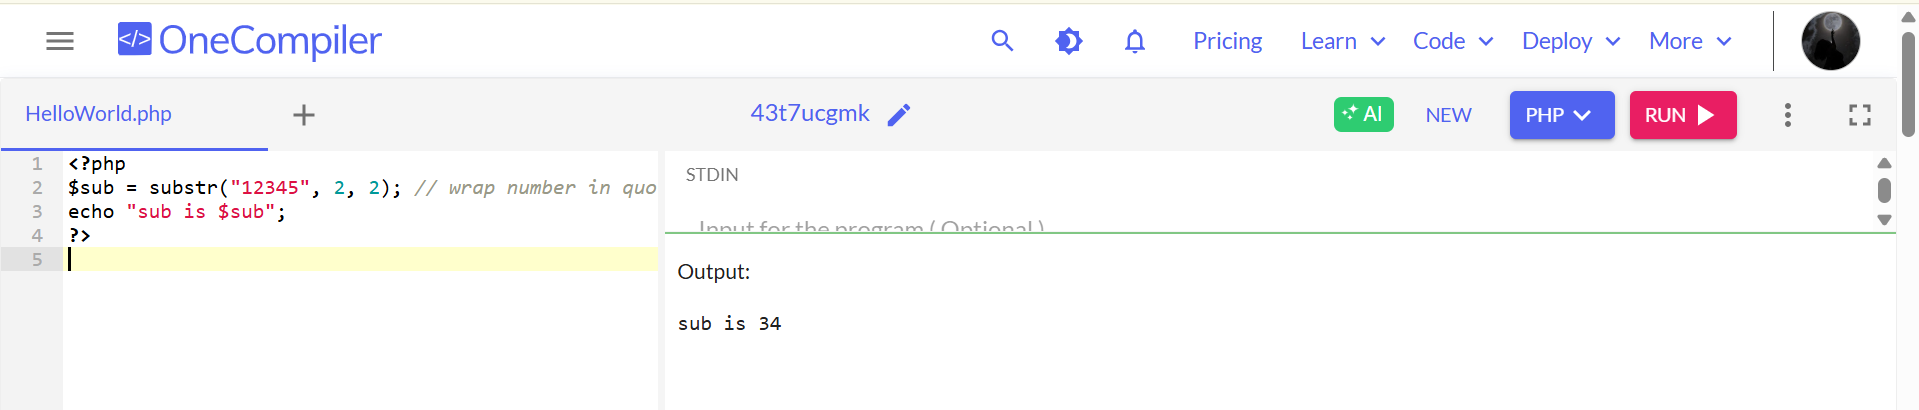 </> OneCompiler
Pricing Learn Code Deploy More
HelloWorld.php
43t7ucgmk
AI NEW PHP RUN
1 <?php
2 $sub = substr("12345", 2, 2); // wrap number in quo
3 echo "sub is $sub";
4 ?>
5
STDIN
Input for the program ( Optional )
Output:
sub is 34